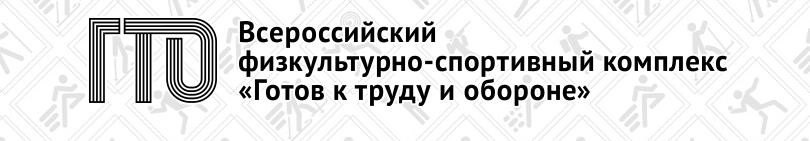 ГТО
Всероссийский
физкультурно-спортивный комплекс
«Готов к труду и обороне»